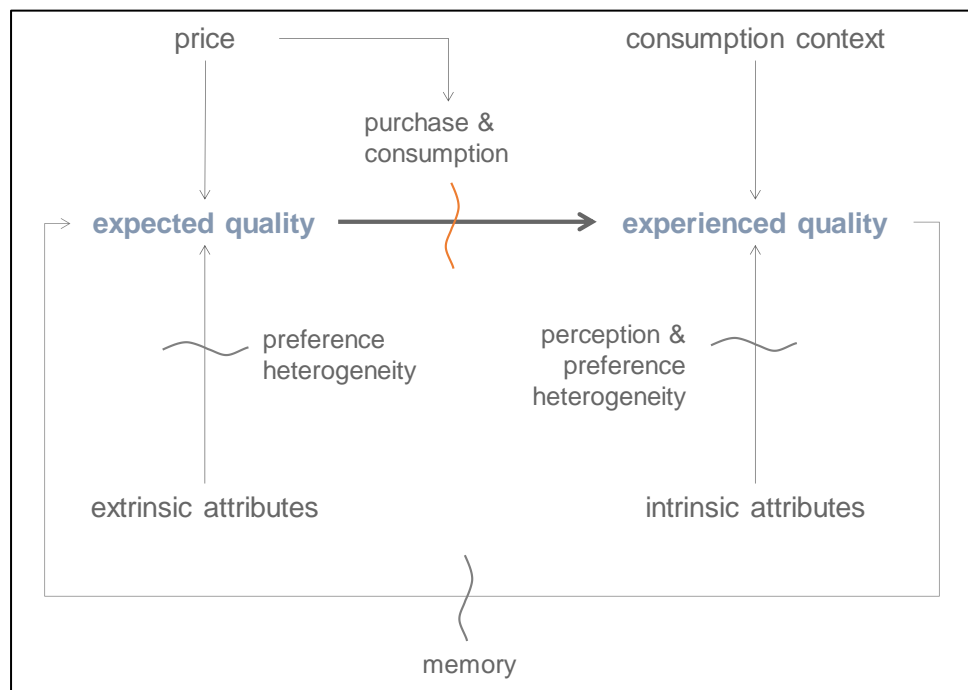 price
consumption context
purchase &
consumption
expected quality
experienced quality
preference
heterogeneity
perception &
preference
heterogeneity
extrinsic attributes
intrinsic attributes
memory